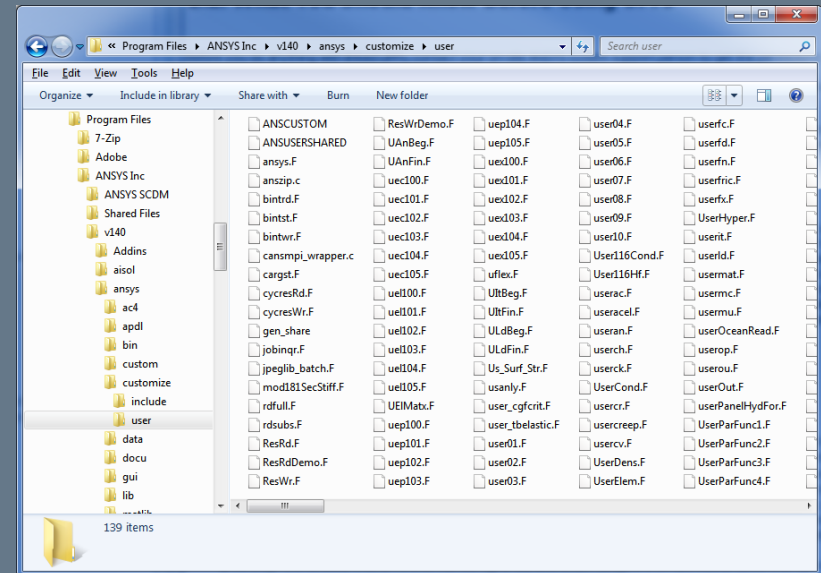 « Program Files ▸ ANSYS Inc ▸ v140 ▸ ansys ▸ customize ▸ user
Search user
File Edit View Tools Help
Organize Include in library Share with Burn New folder
Program Files
7-Zip
Adobe
ANSYS Inc
ANSYS SCDM
Shared Files
v140
Addins
aisol
ansys
ac4
apdl
bin
custom
customize
include
user
data
docu
gui
lib
matlib
ANSCUSTOM
ANSUSERSHARED
ansys.F
anszip.c
bintrd.F
bintst.F
bintwr.F
cansmpi_wrapper.c
cargst.F
cycresRd.F
cycresWr.F
gen_share
jobinqr.F
jpeglib_batch.F
mod181SecStiff.F
rdfull.F
rdsubs.F
ResRd.F
ResRdDemo.F
ResWr.F
ResWrDemo.F
UAnBeg.F
UAnFin.F
uec100.F
uec101.F
uec102.F
uec103.F
uec104.F
uec105.F
uel100.F
uel101.F
uel102.F
uel103.F
uel104.F
uel105.F
UElMatx.F
uep100.F
uep101.F
uep102.F
uep103.F
uep104.F
uep105.F
uex100.F
uex101.F
uex102.F
uex103.F
uex104.F
uex105.F
uflex.F
UItBeg.F
UItFin.F
ULdBeg.F
ULdFin.F
Us_Surf_Str.F
usanly.F
user_cgfcrit.F
user_tbelastic.F
user01.F
user02.F
user03.F
user04.F
user05.F
user06.F
user07.F
user08.F
user09.F
user10.F
User116Cond.F
User116Hf.F
userac.F
useracel.F
useran.F
userch.F
userck.F
UserCond.F
usercr.F
usercreep.F
usercv.F
UserDens.F
UserElem.F
userfc.F
userfd.F
userfn.F
userfric.F
userfx.F
UserHyper.F
userit.F
userld.F
usermat.F
usermc.F
usermu.F
userOceanRead.F
userop.F
userou.F
userOut.F
userPanelHydFor.F
UserParFunc1.F
UserParFunc2.F
UserParFunc3.F
UserParFunc4.F
139 items